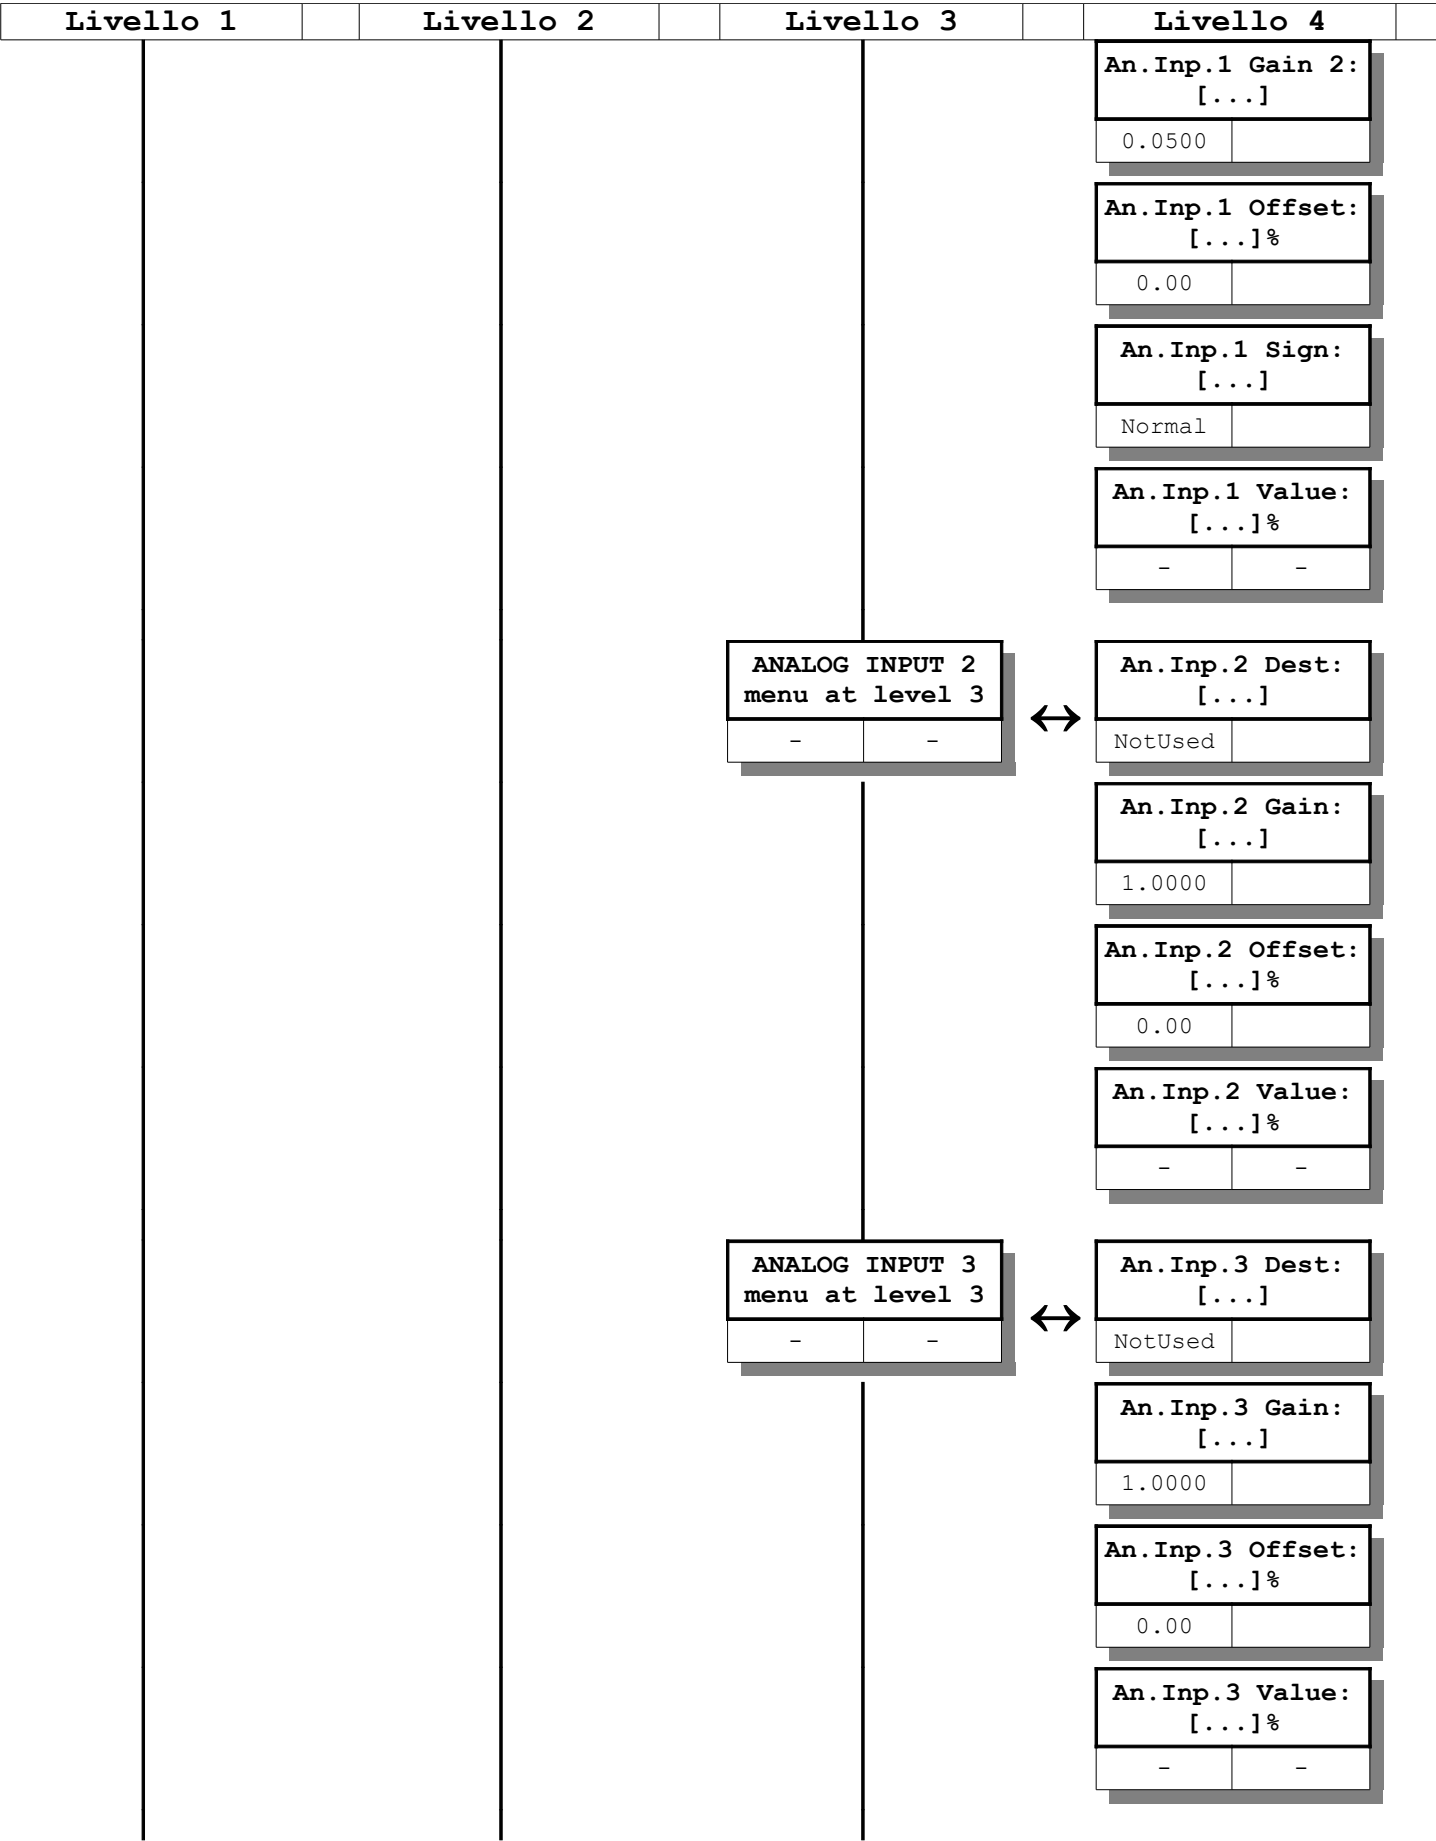 Livello 1 Livello 2 Livello 3 Livello 4
An.Inp.1 Gain 2:
[...]
0.0500
An.Inp.1 Offset:
[...]%
0.00
An.Inp.1 Sign:
[...]
Normal
An.Inp.1 Value:
[...]%
- -
ANALOG INPUT 2
menu at level 3
- -
↔
An.Inp.2 Dest:
[...]
NotUsed
An.Inp.2 Gain:
[...]
1.0000
An.Inp.2 Offset:
[...]%
0.00
An.Inp.2 Value:
[...]%
- -
ANALOG INPUT 3
menu at level 3
- -
↔
An.Inp.3 Dest:
[...]
NotUsed
An.Inp.3 Gain:
[...]
1.0000
An.Inp.3 Offset:
[...]%
0.00
An.Inp.3 Value:
[...]%
- -